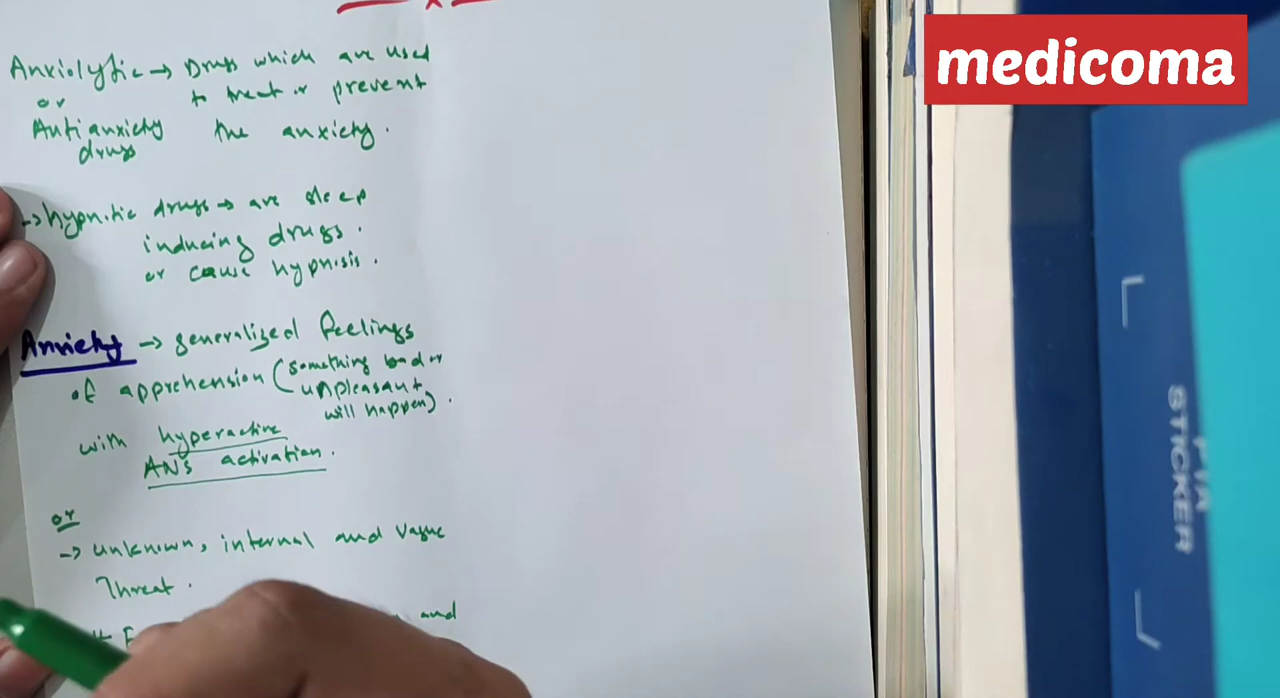 medicoma
Anxiolytic → Drugs which are used
or
to treat or prevent
Antianxiety the anxiety.
drugs
→ hypnotic drugs → are sleep
inducing drugs.
or cause hypnisis.
Anxiety → generalized feelings
of apprehension (something bad or
unpleasant
will happen).
with hyperactive
ANS activation.
or
→ unknown, internal and vague
Threat.
and
STICKER